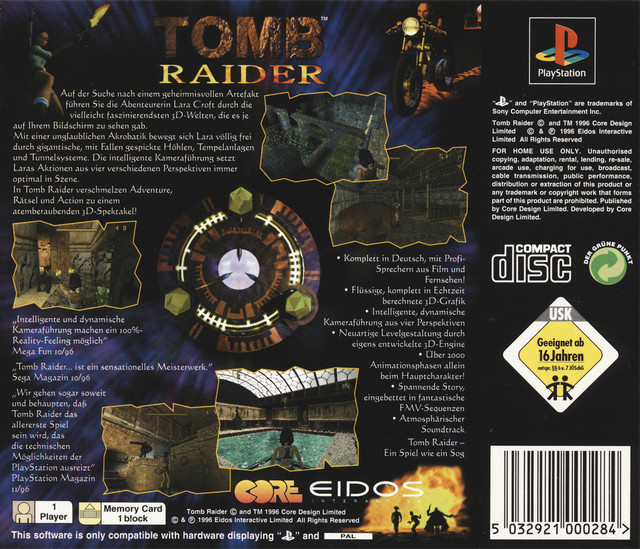 TOMB™
RAIDER
Auf der Suche nach einem geheimnisvollen Artefakt
führen Sie die Abenteurerin Lara Croft durch die
vielleicht faszinierendsten 3D-Welten, die es je
auf Ihrem Bildschirm zu sehen gab.
Mit einer unglaublichen Akrobatik bewegt sich Lara völlig frei
durch gigantische, mit Fallen gespickte Höhlen, Tempelanlagen
und Tunnelsysteme. Die intelligente Kameraführung setzt
Laras Aktionen aus vier verschiedenen Perspektiven immer
optimal in Szene.
In Tomb Raider verschmelzen Adventure,
Rätsel und Action zu einem
atemberaubenden 3D-Spektakel!
48
„Intelligente und dynamische
Kameraführung machen ein 100%-
Reality-Feeling möglich"
Mega Fun 10/96
„Tomb Raider... ist ein sensationelles Meisterwerk."
Sega Magazin 10/96
„Wir gehen sogar soweit
und behaupten, daß
Tomb Raider das
allererste Spiel
sein wird, das
die technischen
Möglichkeiten der
PlayStation ausreizt"
PlayStation Magazin
11/96
• Komplett in Deutsch, mit Profi-
Sprechern aus Film und
Fernsehen!
• Flüssige, komplett in Echtzeit
berechnete 3D-Grafik
• Intelligente, dynamische
Kameraführung aus vier Perspektiven
• Neuartige Levelgestaltung durch
eigens entwickelte 3D-Engine
• Über 2000
Animationsphasen allein
beim Hauptcharakter!
• Spannende Story,
eingebettet in fantastische
FMV-Sequenzen
• Atmosphärischer
Soundtrack
Tomb Raider –
Ein Spiel wie ein Sog
CORE EIDOS
INTERACTIVE
1
Player
Memory Card
1 block
Tomb Raider © and TM 1996 Core Design Limited
© & ℗ 1996 Eidos Interactive Limited All Rights Reserved
This software is only compatible with hardware displaying "PS" and PAL
PlayStation
"PS" and "PlayStation" are trademarks of
Sony Computer Entertainment Inc.
Tomb Raider © and TM 1996 Core Design
Limited © & ℗ 1996 Eidos Interactive
Limited All Rights Reserved
FOR HOME USE ONLY. Unauthorised
copying, adaptation, rental, lending, re-sale,
arcade use, charging for use, broadcast,
cable transmission, public performance,
distribution or extraction of this product or
any trademark or copyright work that forms
part of this product are prohibited. Published
by Core Design Limited. Developed by Core
Design Limited.
COMPACT
disc
DER GRÜNE PUNKT
USK
Geeignet ab
16 Jahren
entspr. §§ 6 u. 7 JÖSchG
5 032921 000284 >